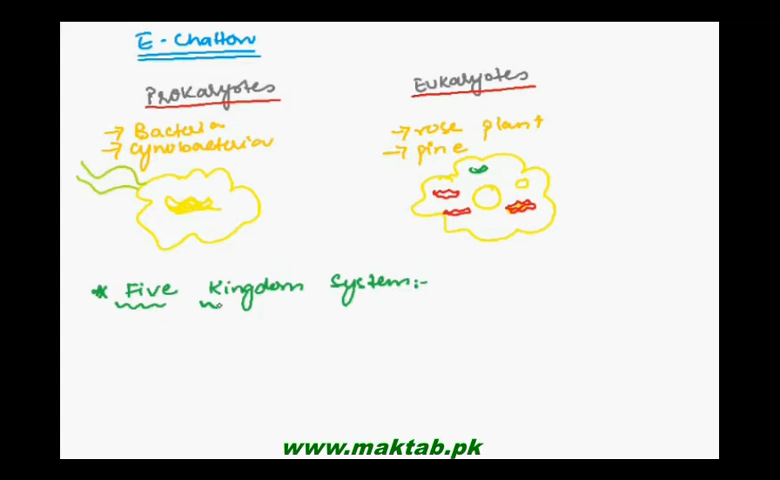 E - Chatton
Prokaryotes
Eukaryotes
→ Bacteria
→ Cynobacteria
→ rose plant
→ pine
* Five Kingdom System:-
www.maktab.pk